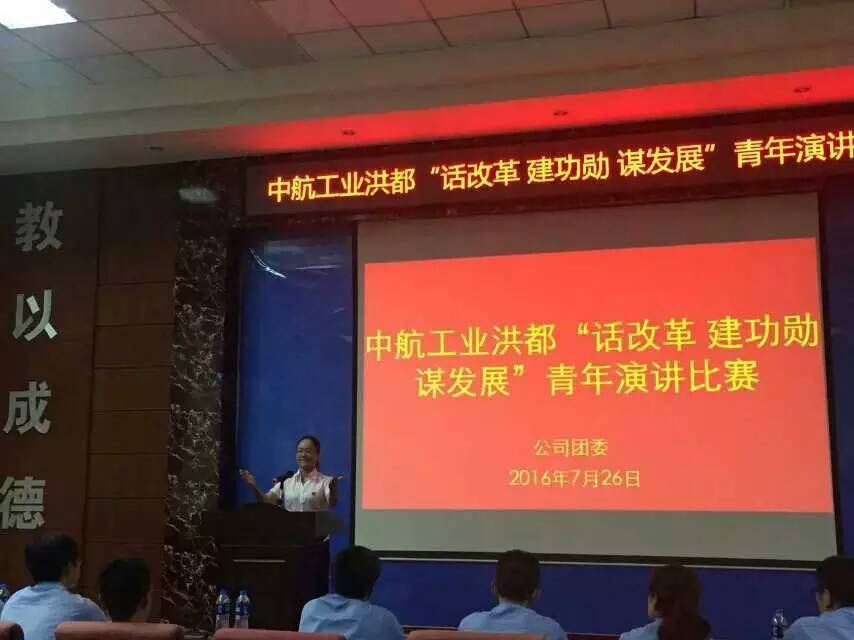 中航工业洪都“话改革 建功勋 谋发展”青年演讲
教以成德
中航工业洪都“话改革 建功勋
谋发展”青年演讲比赛
公司团委
2016年7月26日